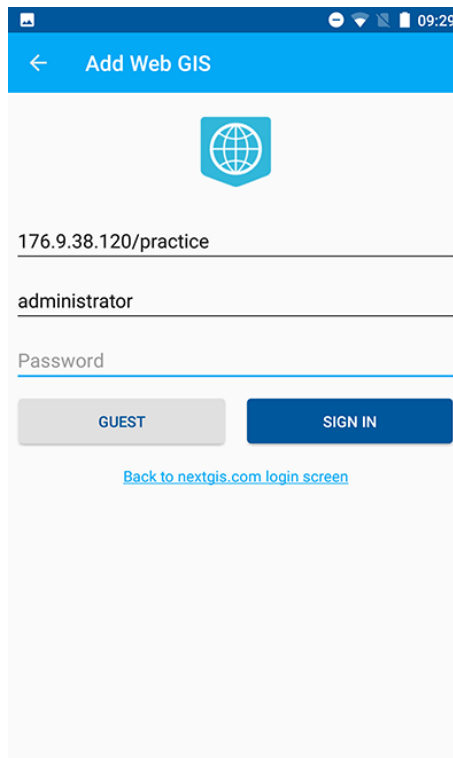 09:29
Add Web GIS
176.9.38.120/practice
administrator
Password
GUEST SIGN IN
Back to nextgis.com login screen